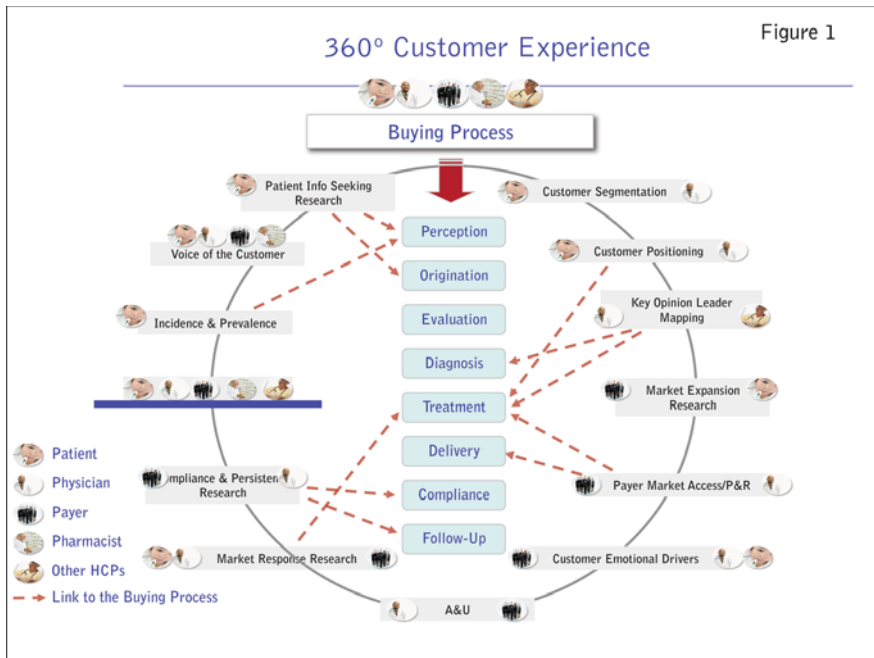 Figure 1
360° Customer Experience
Buying Process
Patient Info Seeking
Research
Customer Segmentation
Voice of the Customer
Perception
Customer Positioning
Origination
Key Opinion Leader
Mapping
Incidence & Prevalence
Evaluation
Diagnosis
Market Expansion
Research
Treatment
Delivery
Patient
Physician
Payer
Pharmacist
Other HCPs
Link to the Buying Process
mpliance & Persisten
Research
Compliance
Payer Market Access/P&R
Follow-Up
Market Response Research
Customer Emotional Drivers
A&U